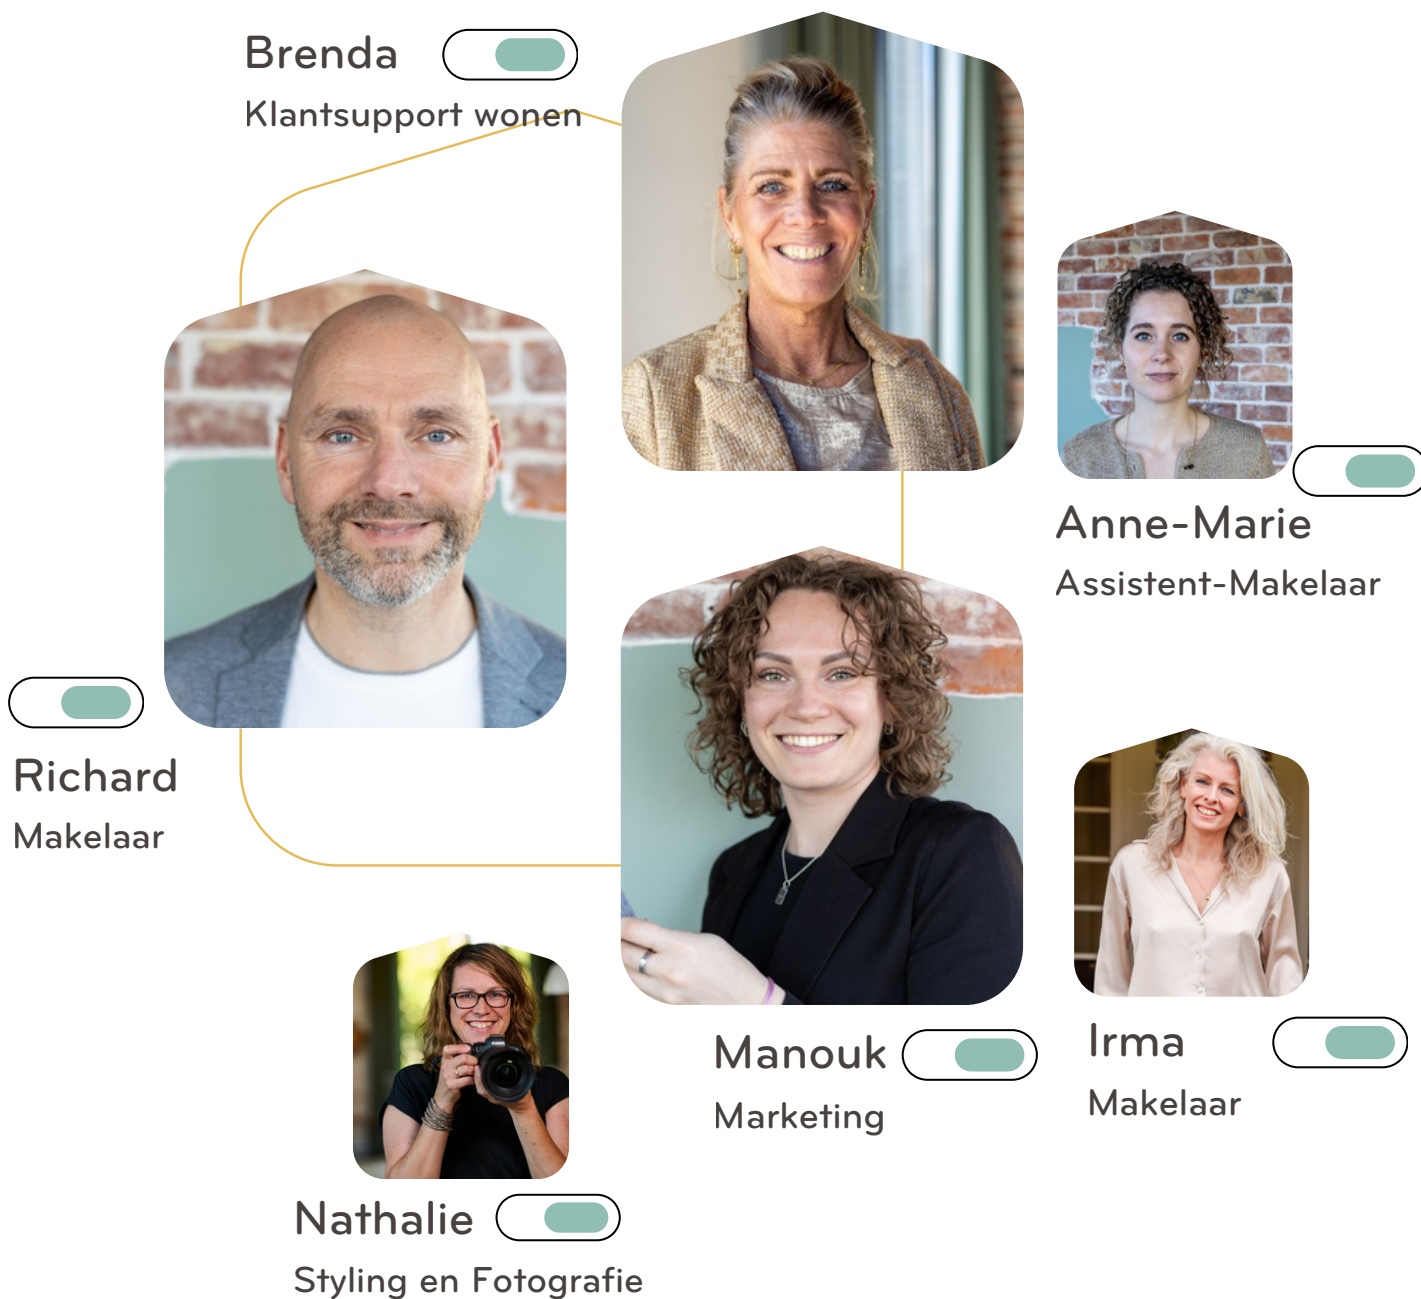 Brenda
Klantsupport wonen
Anne-Marie
Assistent-Makelaar
Richard
Makelaar
Manouk
Marketing
Irma
Makelaar
Nathalie
Styling en Fotografie